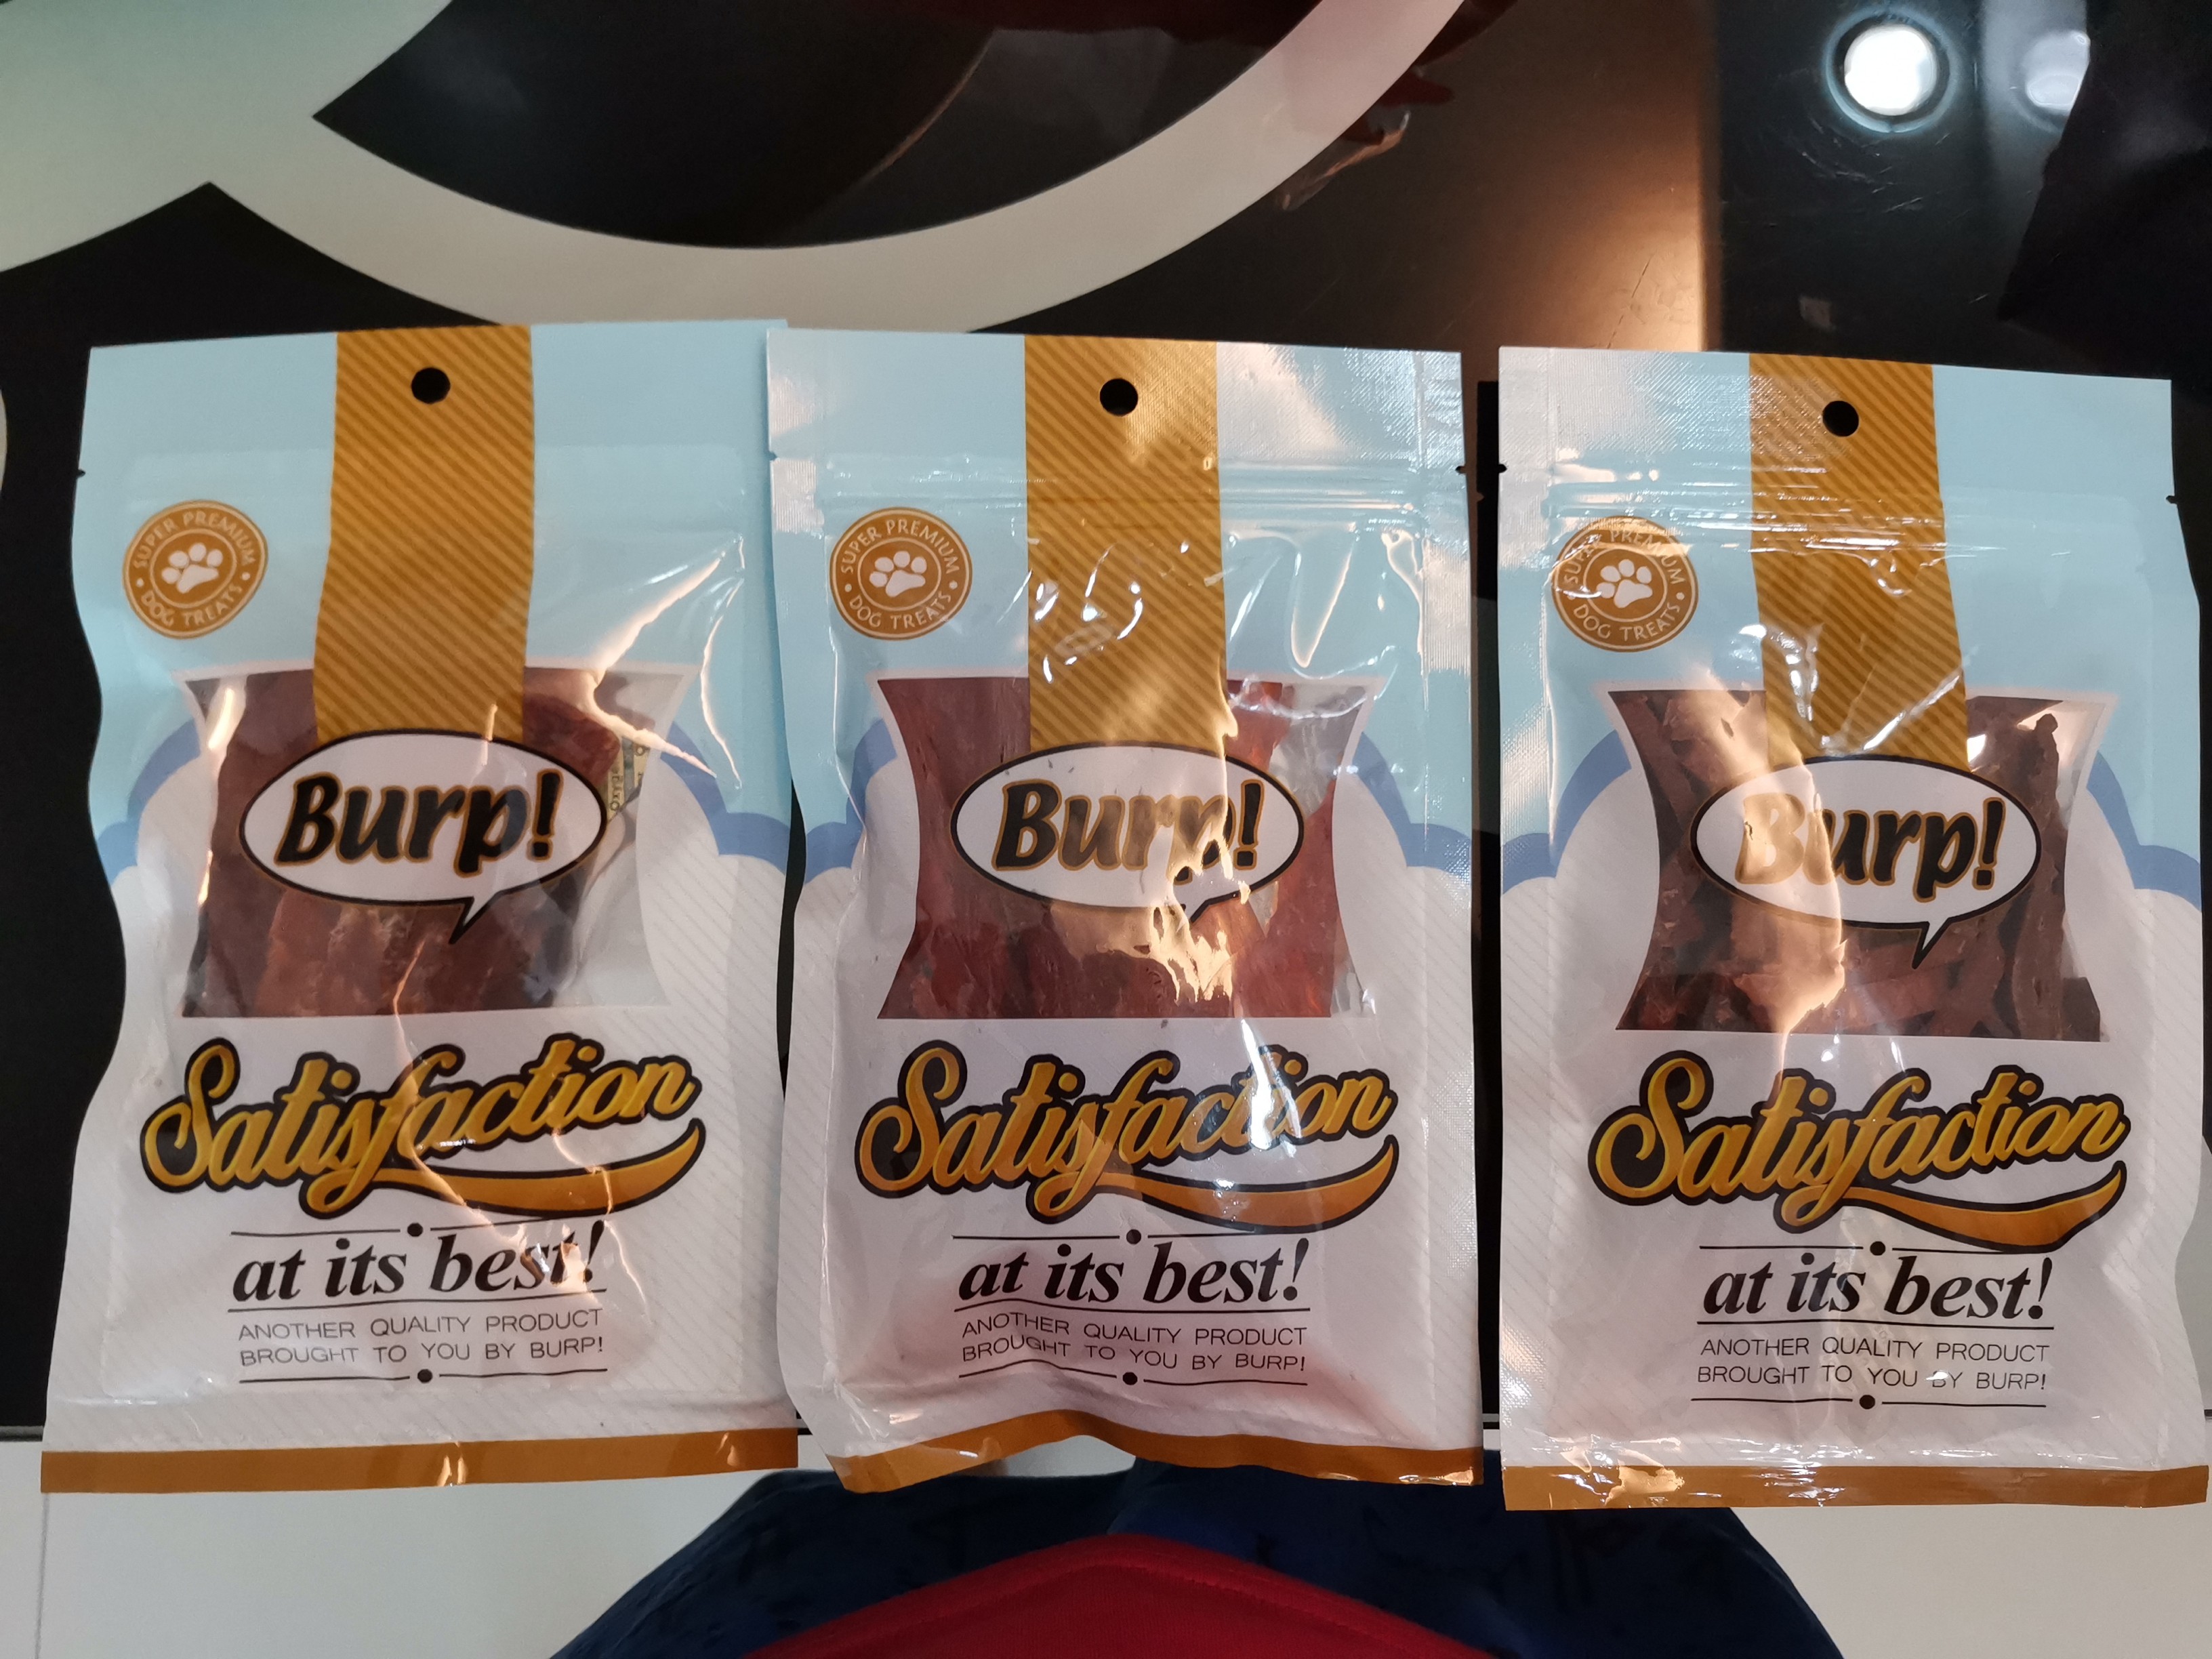 SUPER PREMIUM
DOG TREATS
Burp!
Satisfaction
at its best!
ANOTHER QUALITY PRODUCT
BROUGHT TO YOU BY BURP!
SUPER PREMIUM
DOG TREATS
Burp!
Satisfaction
at its best!
ANOTHER QUALITY PRODUCT
BROUGHT TO YOU BY BURP!
SUPER PREMIUM
DOG TREATS
Burp!
Satisfaction
at its best!
ANOTHER QUALITY PRODUCT
BROUGHT TO YOU BY BURP!